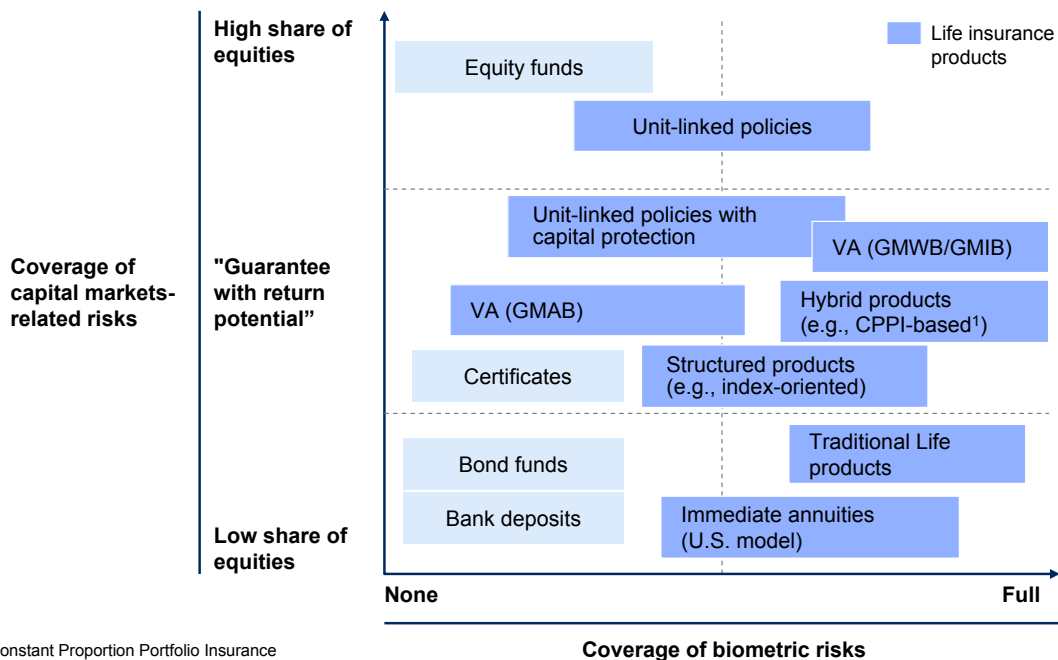 High share of
equities
Life insurance
products
Equity funds
Unit-linked policies
Unit-linked policies with
capital protection
VA (GMWB/GMIB)
Coverage of
capital markets-
related risks
"Guarantee
with return
potential”
VA (GMAB)
Hybrid products
(e.g., CPPI-based¹)
Certificates
Structured products
(e.g., index-oriented)
Traditional Life
products
Bond funds
Bank deposits
Immediate annuities
(U.S. model)
Low share of
equities
None
Full
Coverage of biometric risks
onstant Proportion Portfolio Insurance